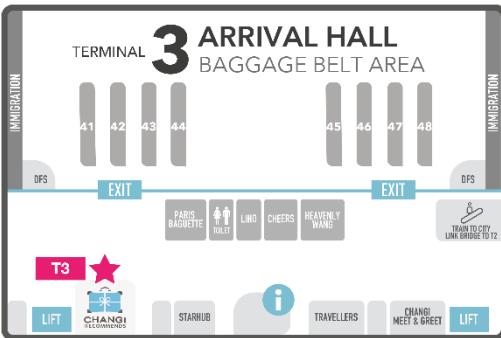 TERMINAL 3 ARRIVAL HALL
BAGGAGE BELT AREA
IMMIGRATION
IMMIGRATION
41 42 43 44 45 46 47 48
DFS
DFS
EXIT
EXIT
PARIS
BAGUETTE
TOILET
LINO
CHEERS
HEAVENLY
WANG
TRAIN TO CITY
LINK BRIDGE TO T2
T3
LIFT
CHANGI
RECOMMENDS
STARHUB
i
TRAVELLERS
CHANGI
MEET & GREET
LIFT